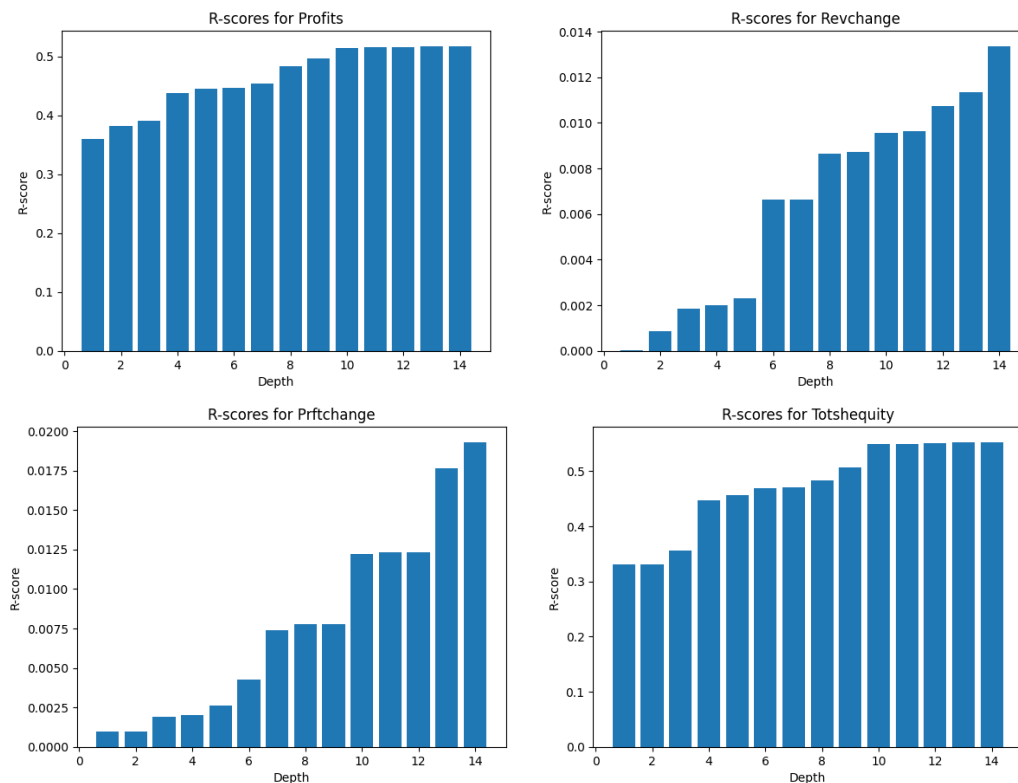 R-scores for Profits
0.5
0.4
0.3
0.2
0.1
0.0
R-score
0 2 4 6 8 10 12 14
Depth
R-scores for Revchange
0.014
0.012
0.010
0.008
0.006
0.004
0.002
0.000
R-score
0 2 4 6 8 10 12 14
Depth
R-scores for Prftchange
0.0200
0.0175
0.0150
0.0125
0.0100
0.0075
0.0050
0.0025
0.0000
R-score
0 2 4 6 8 10 12 14
Depth
R-scores for Totshequity
0.5
0.4
0.3
0.2
0.1
0.0
R-score
0 2 4 6 8 10 12 14
Depth